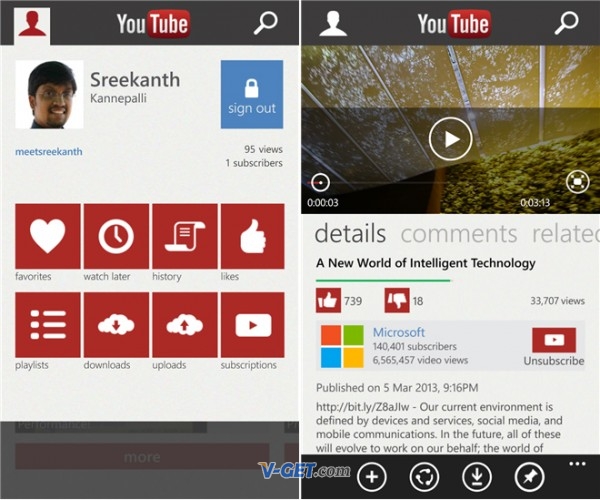 YouTube
Sreekanth
Kannepalli
sign out
meetsreekanth
95 views
1 subscribers
favorites
watch later
history
likes
playlists
downloads
uploads
subscriptions
more
YouTube
0:00:03
0:03:13
details comments related
A New World of Intelligent Technology
739
18
33,707 views
Microsoft
140,401 subscribers
6,565,457 video views
Unsubscribe
Published on 5 Mar 2013, 9:16PM
http://bit.ly/Z8aJIw - Our current environment is
defined by devices and services, social media, and
mobile communications. In the future, all of these
will evolve to work on our behalf; the world of
V-GET.com